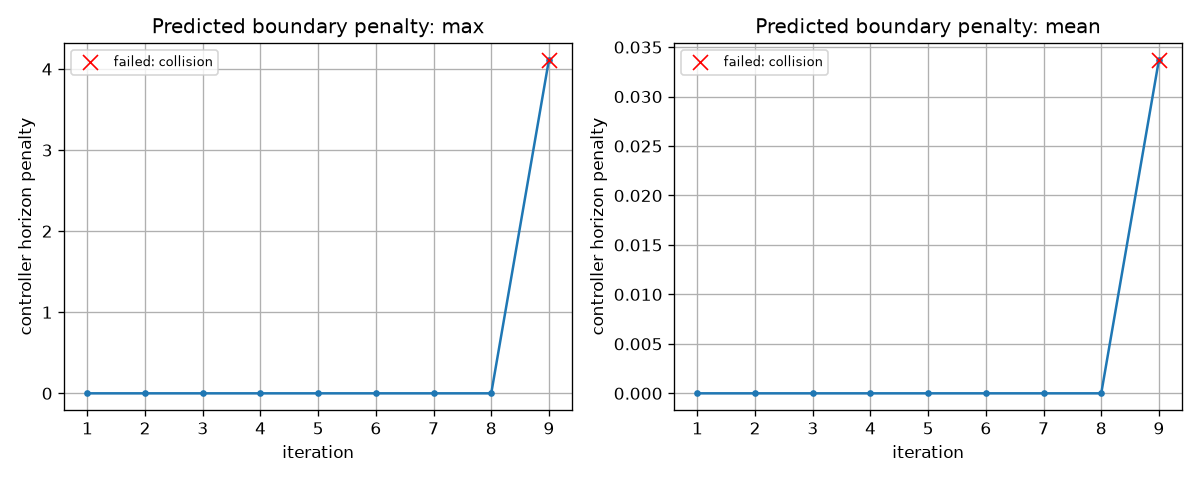 Predicted boundary penalty: max
failed: collision
controller horizon penalty
4
3
2
1
0
1 2 3 4 5 6 7 8 9
iteration
Predicted boundary penalty: mean
failed: collision
controller horizon penalty
0.035
0.030
0.025
0.020
0.015
0.010
0.005
0.000
1 2 3 4 5 6 7 8 9
iteration